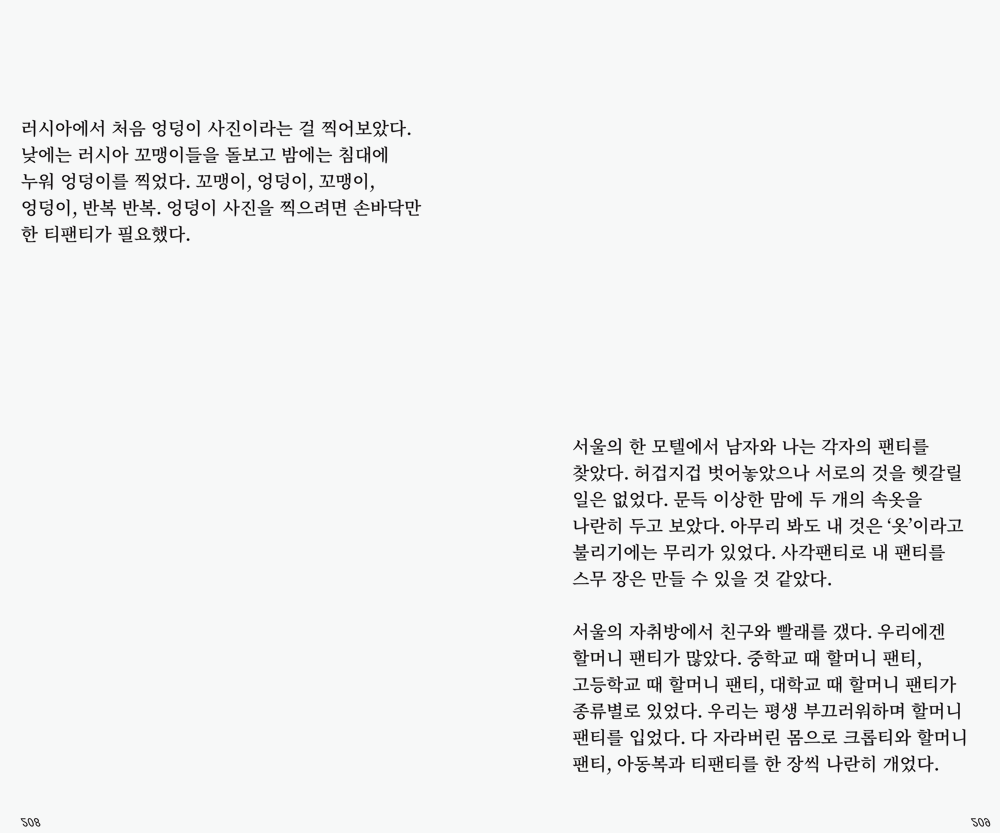 러시아에서 처음 엉덩이 사진이라는 걸 찍어보았다.
낮에는 러시아 꼬맹이들을 돌보고 밤에는 침대에
누워 엉덩이를 찍었다. 꼬맹이, 엉덩이, 꼬맹이,
엉덩이, 반복 반복. 엉덩이 사진을 찍으려면 손바닥만
한 티팬티가 필요했다.
서울의 한 모텔에서 남자와 나는 각자의 팬티를
찾았다. 허겁지겁 벗어놓았으나 서로의 것을 헷갈릴
일은 없었다. 문득 이상한 맘에 두 개의 속옷을
나란히 두고 보았다. 아무리 봐도 내 것은 ‘옷’이라고
불리기에는 무리가 있었다. 사각팬티로 내 팬티를
스무 장은 만들 수 있을 것 같았다.
서울의 자취방에서 친구와 빨래를 갰다. 우리에겐
할머니 팬티가 많았다. 중학교 때 할머니 팬티,
고등학교 때 할머니 팬티, 대학교 때 할머니 팬티가
종류별로 있었다. 우리는 평생 부끄러워하며 할머니
팬티를 입었다. 다 자라버린 몸으로 크롭티와 할머니
팬티, 아동복과 티팬티를 한 장씩 나란히 개었다.
208
209